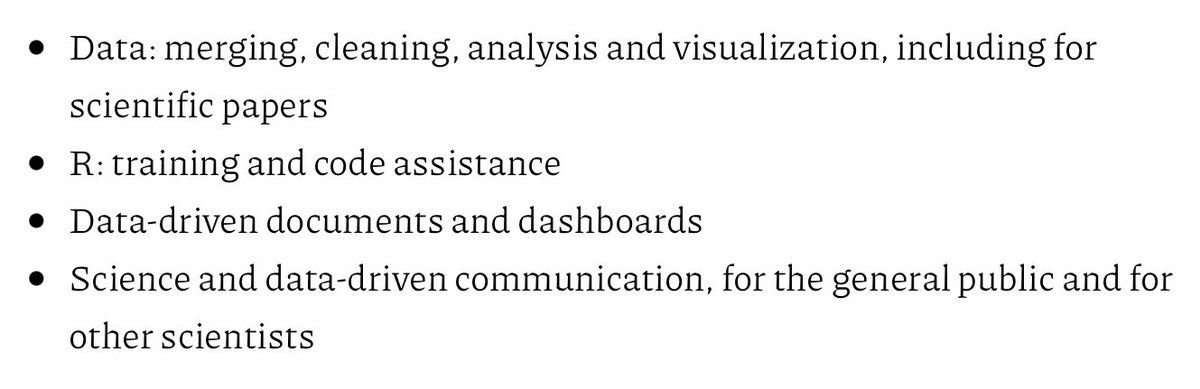 • Data: merging, cleaning, analysis and visualization, including for
scientific papers
• R: training and code assistance
• Data-driven documents and dashboards
• Science and data-driven communication, for the general public and for
other scientists